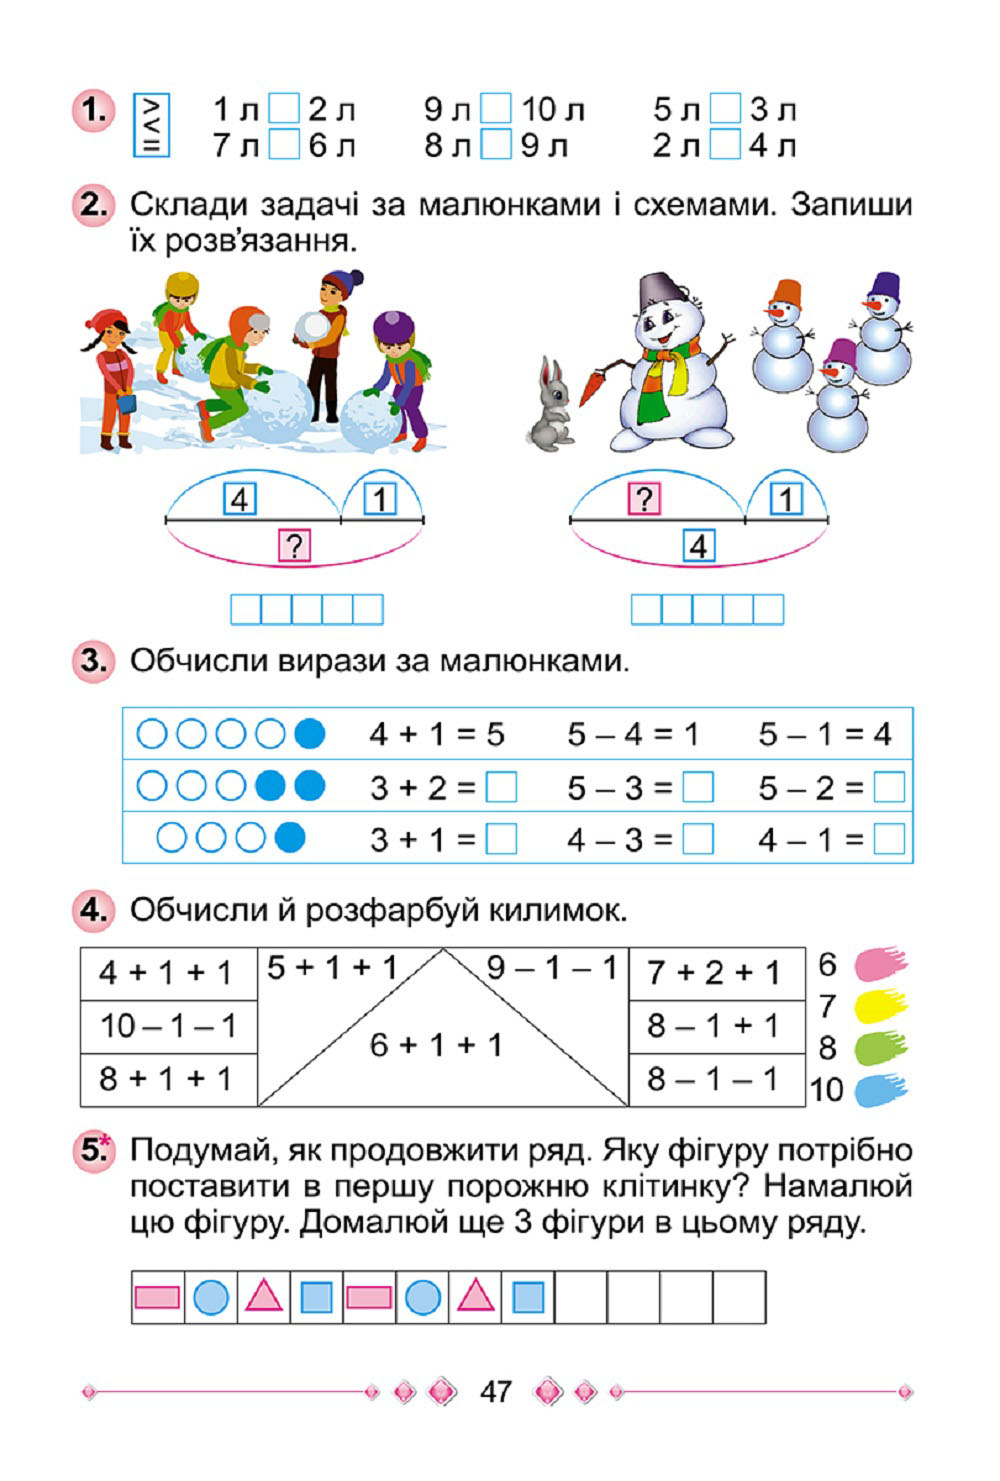 1. > < = 1 л 2 л 9 л 10 л 5 л 3 л
7 л 6 л 8 л 9 л 2 л 4 л
2. Склади задачі за малюнками і схемами. Запиши
їх розв'язання.
4 1 ? 1
? 4
3. Обчисли вирази за малюнками.
4 + 1 = 5 5 – 4 = 1 5 – 1 = 4
3 + 2 = 5 – 3 = 5 – 2 =
3 + 1 = 4 – 3 = 4 – 1 =
4. Обчисли й розфарбуй килимок.
4 + 1 + 1 5 + 1 + 1 9 – 1 – 1 7 + 2 + 1 6
10 – 1 – 1 6 + 1 + 1 8 – 1 + 1 7
8 + 1 + 1 8 – 1 – 1 8
10
5.* Подумай, як продовжити ряд. Яку фігуру потрібно
поставити в першу порожню клітинку? Намалюй
цю фігуру. Домалюй ще 3 фігури в цьому ряду.
47